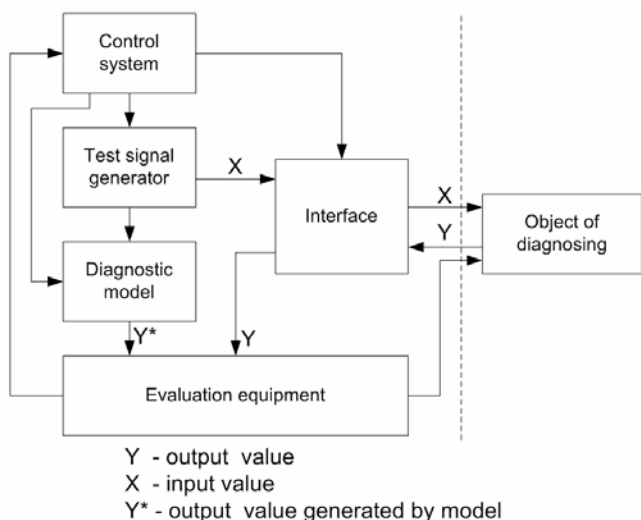 Control
system
Test signal
generator
X
Interface
X
Y
Object of
diagnosing
Diagnostic
model
Y*
Y
Evaluation equipment
Y - output value
X - input value
Y* - output value generated by model